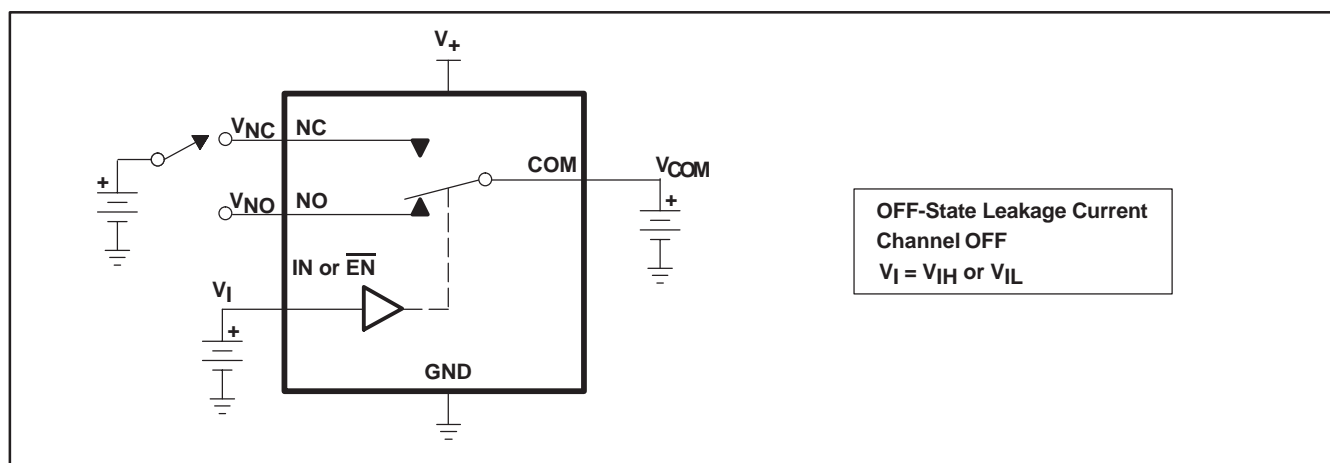 V+
VNC NC
COM VCOM
+
VNO NO
+
IN or EN
VI
+
GND
OFF-State Leakage Current
Channel OFF
VI = VIH or VIL